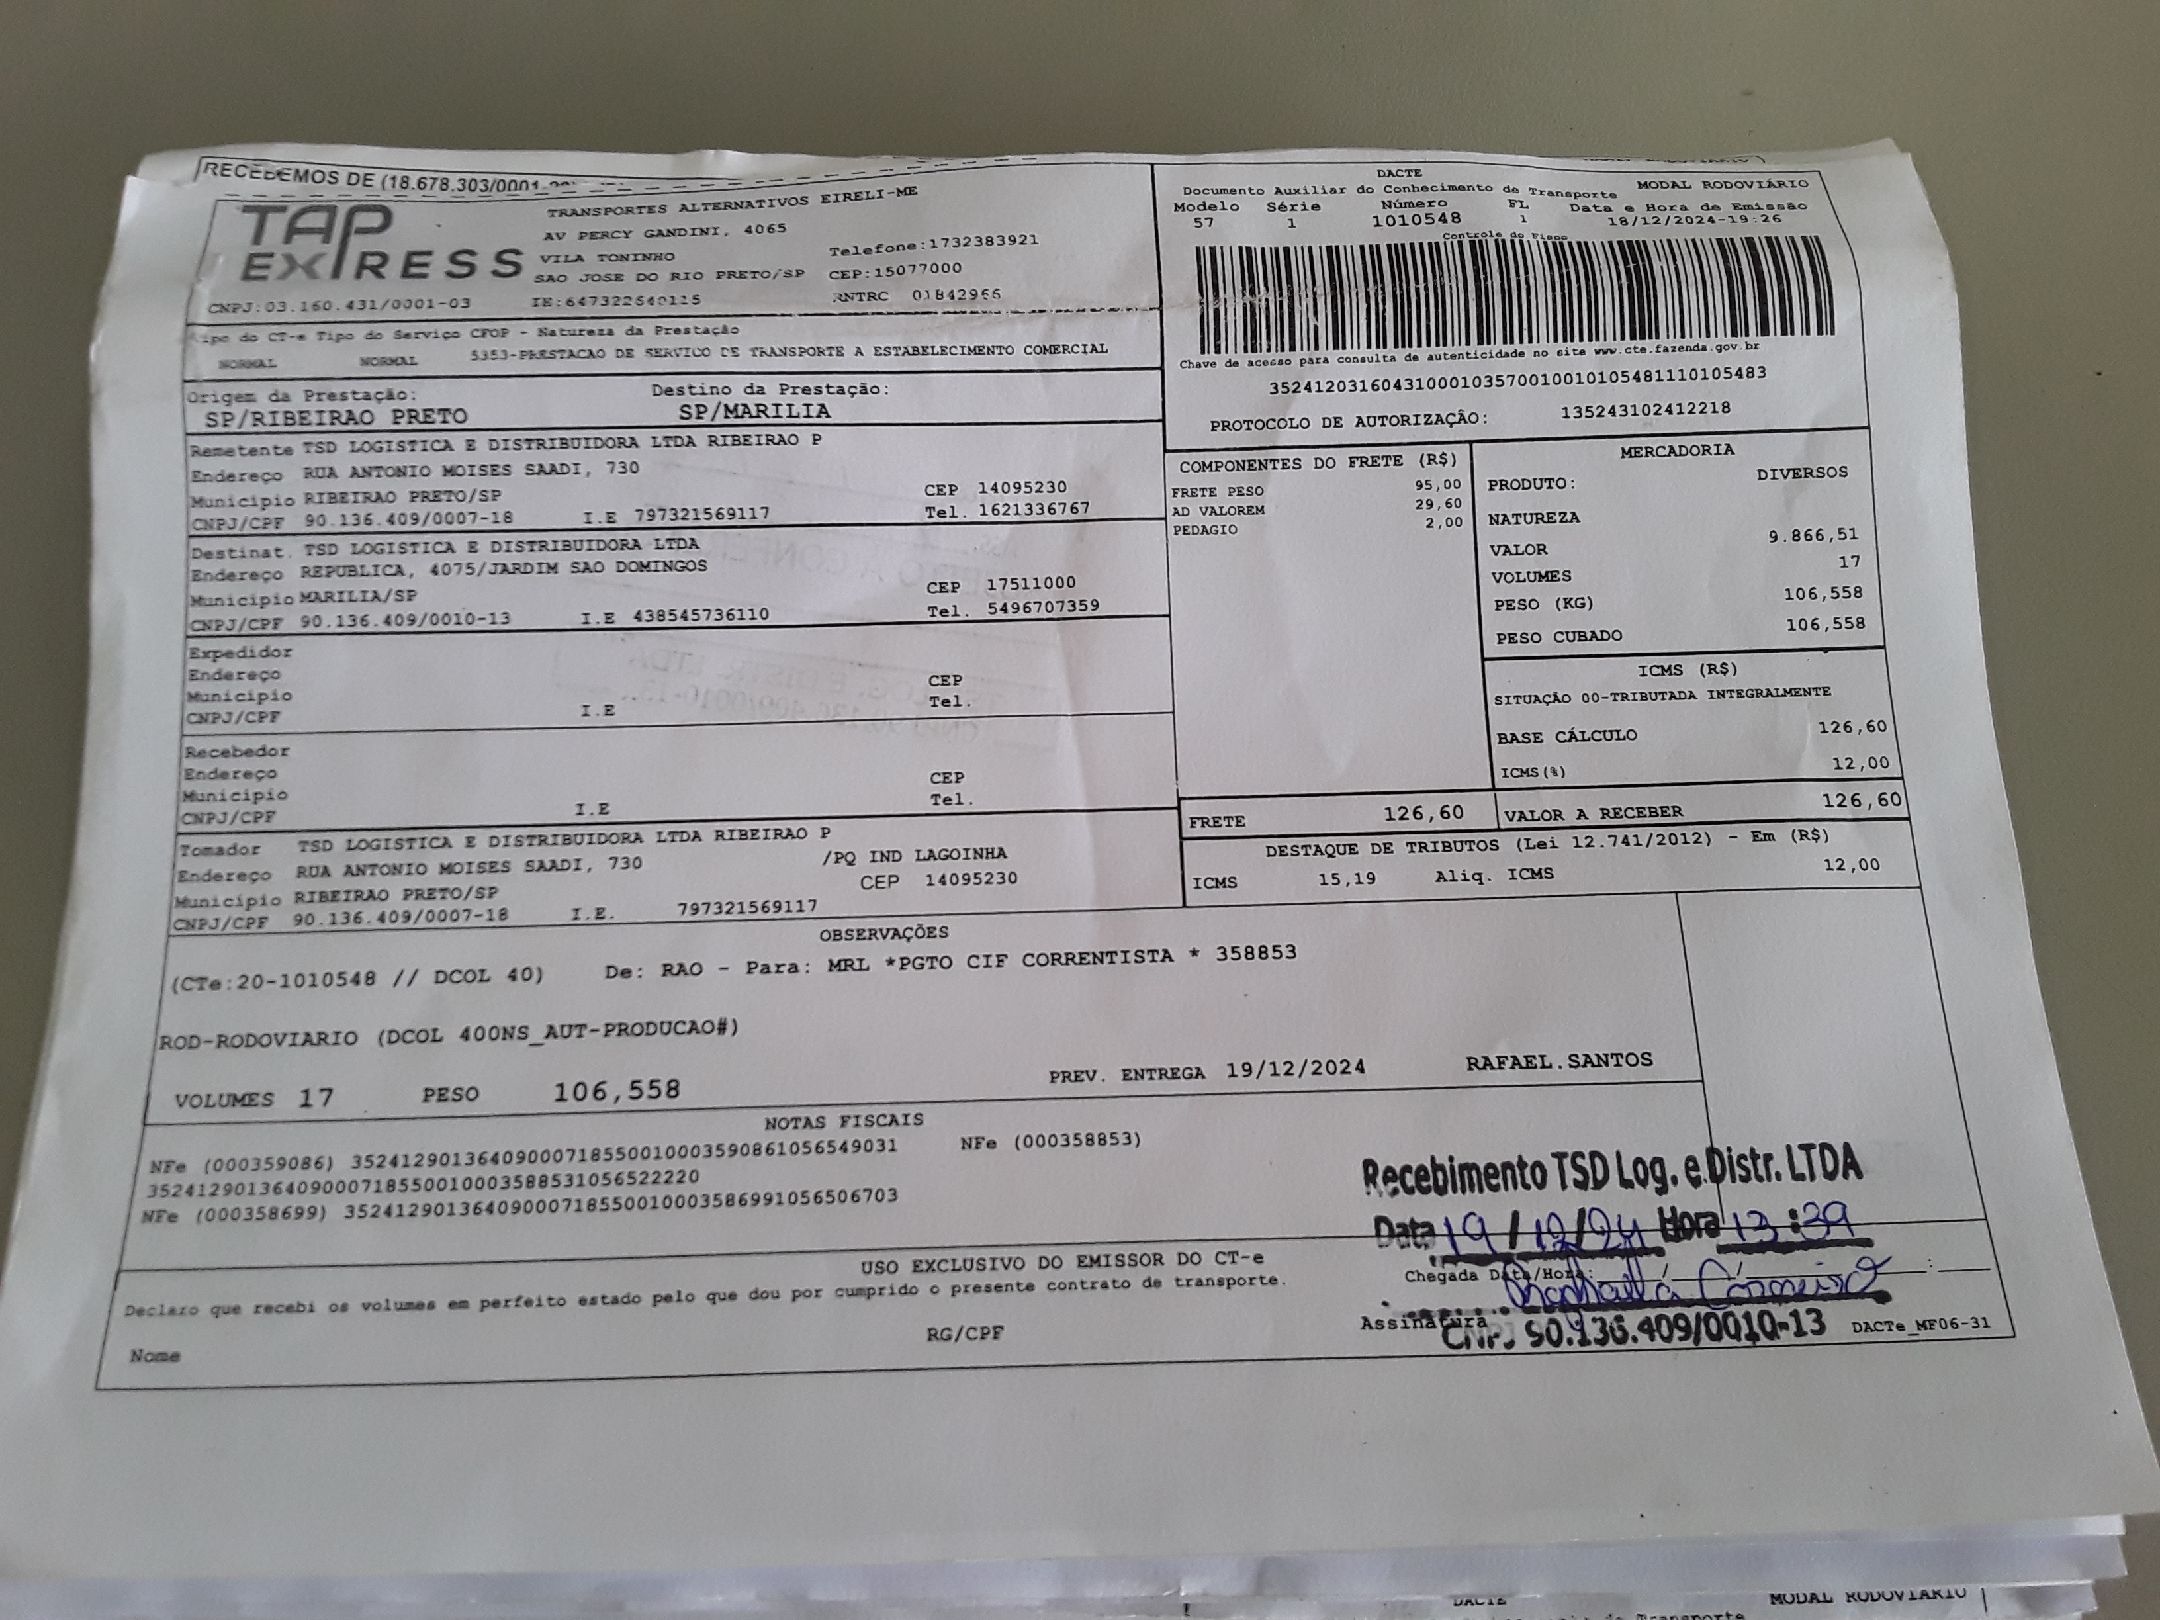 RECEBEMOS DE (18.678.303/0001
TAP EXPRESS
TRANSPORTES ALTERNATIVOS EIRELI-ME
AV PERCY GANDINI, 4065
VILA TONINHO Telefone:1732383921
SAO JOSE DO RIO PRETO/SP CEP:15077000
CNPJ:03.160.431/0001-03 IE:647322640115 RNTRC 01842966
Tipo do CT-e Tipo do Serviço CFOP - Natureza da Prestação
NORMAL NORMAL 5353-PRESTACAO DE SERVICO DE TRANSPORTE A ESTABELECIMENTO COMERCIAL
Origem da Prestação: Destino da Prestação:
SP/RIBEIRAO PRETO SP/MARILIA
DACTE
Documento Auxiliar do Conhecimento de Transporte MODAL RODOVIÁRIO
Modelo Série Número FL Data e Hora de Emissão
57 1 1010548 1 18/12/2024-19:26
Controle do Fisco
Chave de acesso para consulta de autenticidade no site www.cte.fazenda.gov.br
35241203160431000103570010010105481110105483
PROTOCOLO DE AUTORIZAÇÃO: 135243102412218
Remetente TSD LOGISTICA E DISTRIBUIDORA LTDA RIBEIRAO P
Endereço RUA ANTONIO MOISES SAADI, 730
Município RIBEIRAO PRETO/SP CEP 14095230
CNPJ/CPF 90.136.409/0007-18 I.E 797321569117 Tel. 1621336767
Destinat. TSD LOGISTICA E DISTRIBUIDORA LTDA
Endereço REPUBLICA, 4075/JARDIM SAO DOMINGOS
Município MARILIA/SP CEP 17511000
CNPJ/CPF 90.136.409/0010-13 I.E 438545736110 Tel. 5496707359
Expedidor
Endereço
Município CEP
CNPJ/CPF I.E Tel.
Recebedor
Endereço
Município CEP
CNPJ/CPF I.E Tel.
Tomador TSD LOGISTICA E DISTRIBUIDORA LTDA RIBEIRAO P
Endereço RUA ANTONIO MOISES SAADI, 730 /PQ IND LAGOINHA
Município RIBEIRAO PRETO/SP CEP 14095230
CNPJ/CPF 90.136.409/0007-18 I.E. 797321569117
COMPONENTES DO FRETE (R$)
FRETE PESO 95,00
AD VALOREM 29,60
PEDAGIO 2,00
MERCADORIA
PRODUTO: DIVERSOS
NATUREZA
VALOR 9.866,51
VOLUMES 17
PESO (KG) 106,558
PESO CUBADO 106,558
ICMS (R$)
SITUAÇÃO 00-TRIBUTADA INTEGRALMENTE
BASE CÁLCULO 126,60
ICMS(%) 12,00
FRETE 126,60 VALOR A RECEBER 126,60
DESTAQUE DE TRIBUTOS (Lei 12.741/2012) - Em (R$)
ICMS 15,19 Aliq. ICMS 12,00
OBSERVAÇÕES
(CTe:20-1010548 // DCOL 40) De: RAO - Para: MRL *PGTO CIF CORRENTISTA * 358853
ROD-RODOVIARIO (DCOL 400NS_AUT-PRODUCAO#)
VOLUMES 17 PESO 106,558 PREV. ENTREGA 19/12/2024 RAFAEL.SANTOS
NOTAS FISCAIS
NFe (000359086) 35241290136409000718550010003590861056549031 NFe (000358853)
35241290136409000718550010003588531056522220
NFe (000358699) 35241290136409000718550010003586991056506703
Recebimento TSD Log. e Distr. LTDA
Data 19/12/24 Hora 13:39
USO EXCLUSIVO DO EMISSOR DO CT-e
Declaro que recebi os volumes em perfeito estado pelo que dou por cumprido o presente contrato de transporte.
Chegada Data/Hora:
Nome RG/CPF Assinatura
CNPJ 90.136.409/0010-13
DACTe_MF06-31
DACTE MODAL RODOVIÁRIO